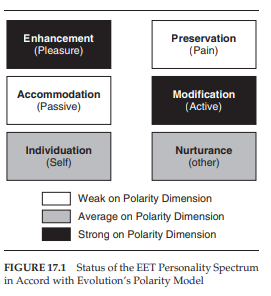 Enhancement
(Pleasure)
Preservation
(Pain)
Accommodation
(Passive)
Modification
(Active)
Individuation
(Self)
Nurturance
(other)
Weak on Polarity Dimension
Average on Polarity Dimension
Strong on Polarity Dimension
FIGURE 17.1 Status of the EET Personality Spectrum
in Accord with Evolution's Polarity Model